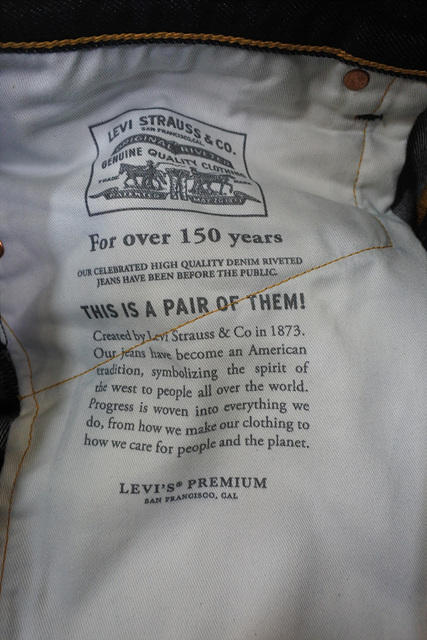 LEVI STRAUSS & CO.
SAN FRANCISCO, CAL.
ORIGINAL RIVETED
GENUINE QUALITY CLOTHING
TRADE MARK
For over 150 years
OUR CELEBRATED HIGH QUALITY DENIM RIVETED
JEANS HAVE BEEN BEFORE THE PUBLIC.
THIS IS A PAIR OF THEM!
Created by Levi Strauss & Co in 1873.
Our jeans have become an American
tradition, symbolizing the spirit of
the west to people all over the world.
Progress is woven into everything we
do, from how we make our clothing to
how we care for people and the planet.
LEVI'S® PREMIUM
SAN FRANCISCO, CAL